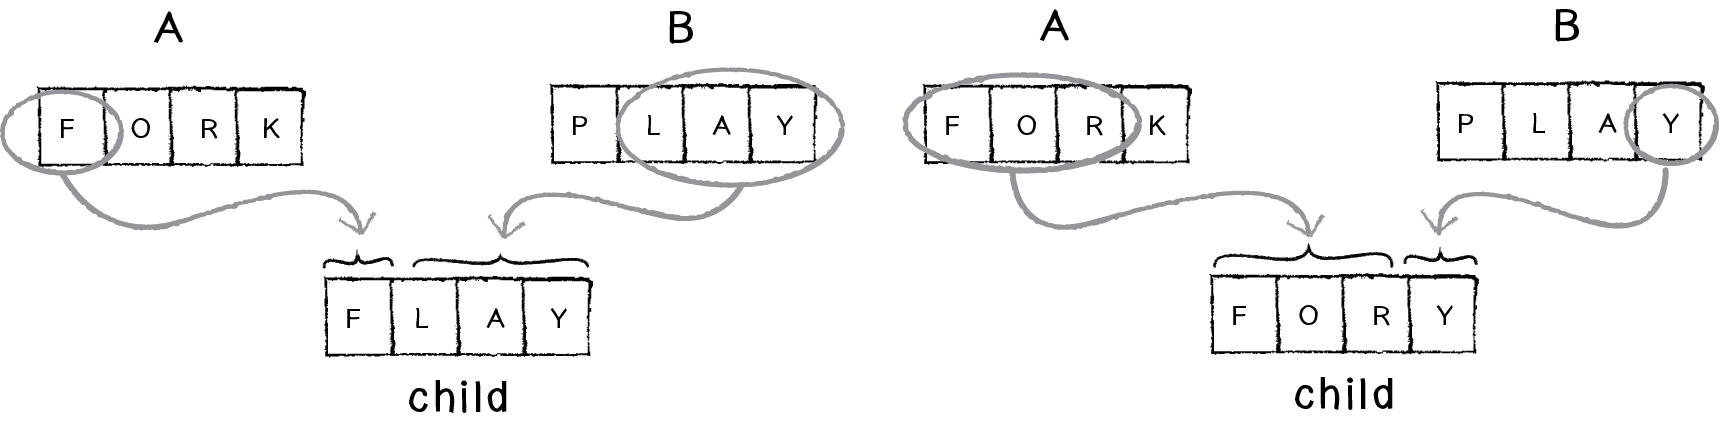 A B A B
F O R K P L A Y F O R K P L A Y
F L A Y F O R Y
child child